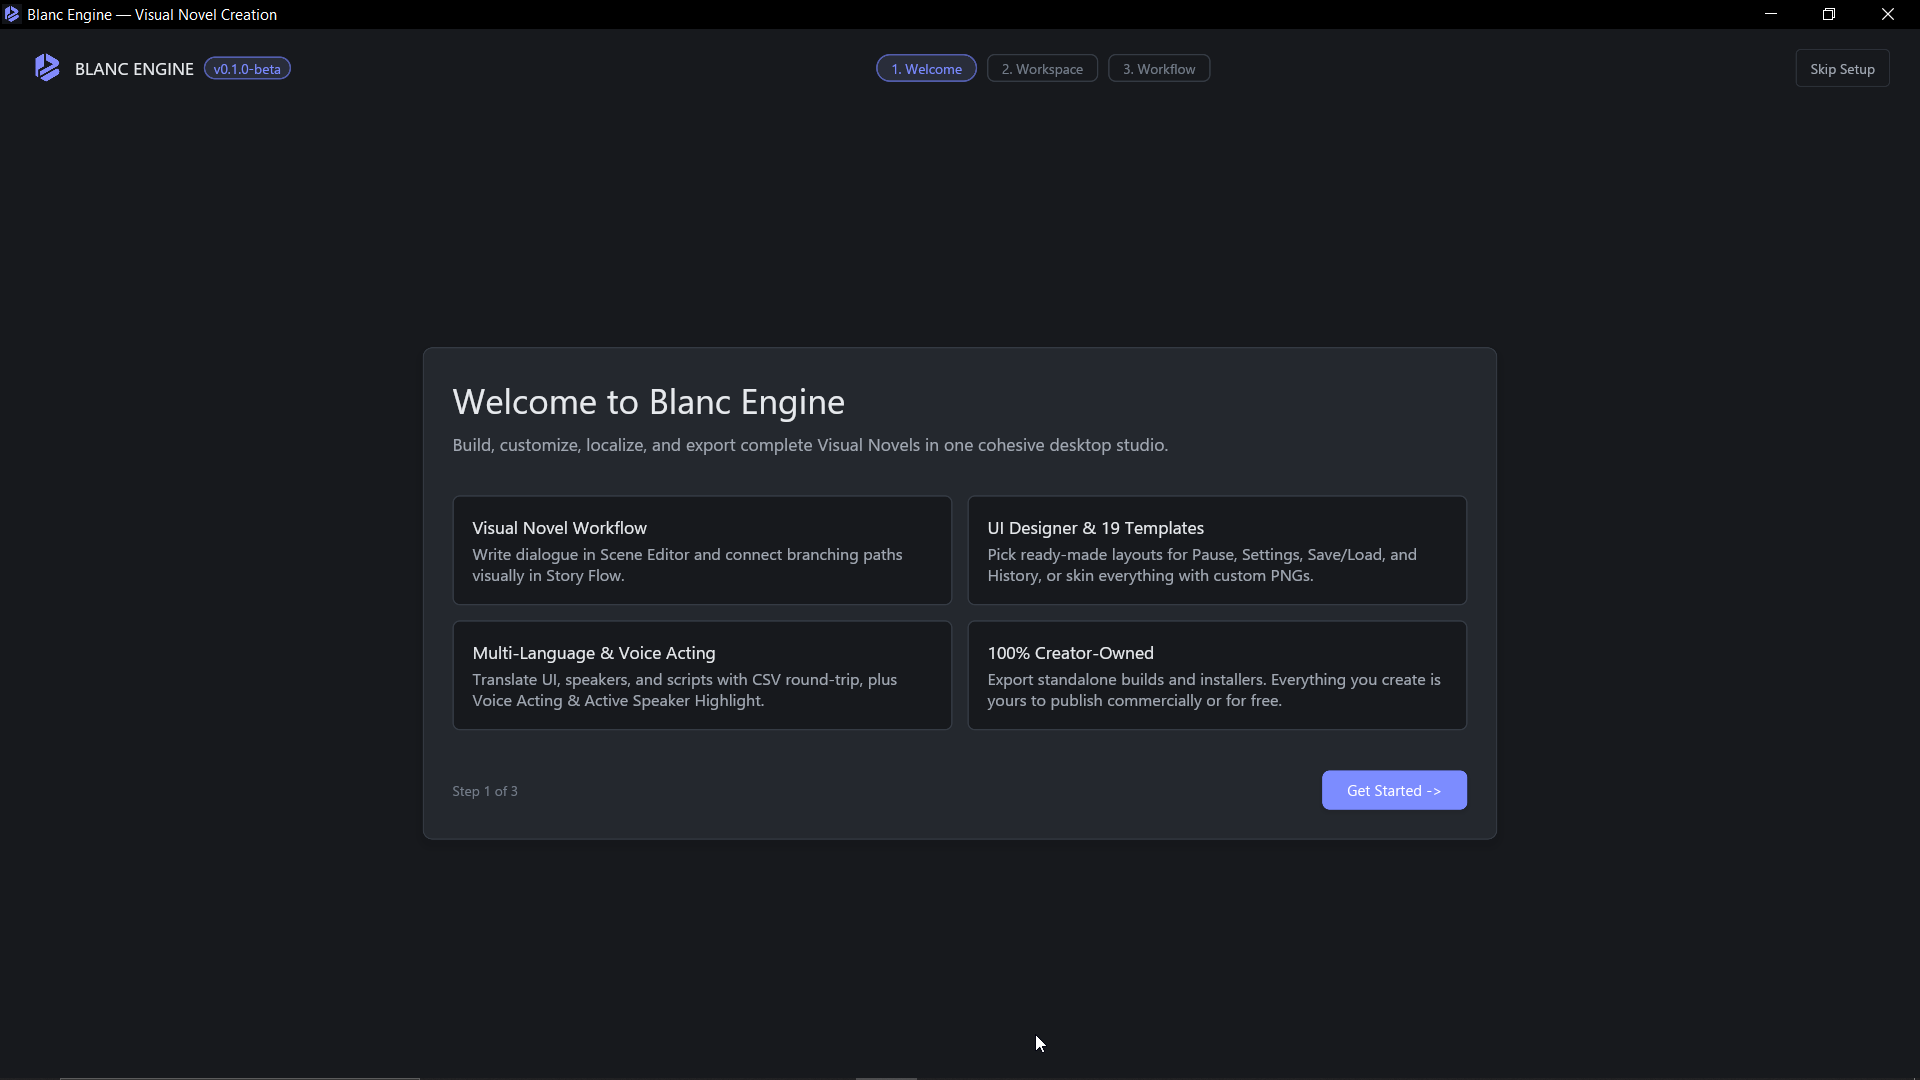 Blanc Engine — Visual Novel Creation
BLANC ENGINE v0.1.0-beta
1. Welcome
2. Workspace
3. Workflow
Skip Setup
Welcome to Blanc Engine
Build, customize, localize, and export complete Visual Novels in one cohesive desktop studio.
Visual Novel Workflow
Write dialogue in Scene Editor and connect branching paths
visually in Story Flow.
UI Designer & 19 Templates
Pick ready-made layouts for Pause, Settings, Save/Load, and
History, or skin everything with custom PNGs.
Multi-Language & Voice Acting
Translate UI, speakers, and scripts with CSV round-trip, plus
Voice Acting & Active Speaker Highlight.
100% Creator-Owned
Export standalone builds and installers. Everything you create is
yours to publish commercially or for free.
Step 1 of 3
Get Started ->